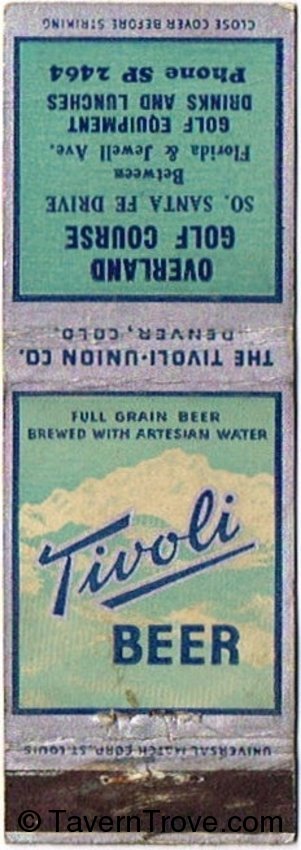 CLOSE COVER BEFORE STRIKING
OVERLAND
GOLF COURSE
SO. SANTA FE DRIVE
Between
Florida & Jewell Ave.
GOLF EQUIPMENT
DRINKS AND LUNCHES
Phone SP 2464
THE TIVOLI-UNION CO.
DENVER, COLO.
FULL GRAIN BEER
BREWED WITH ARTESIAN WATER
Tivoli
BEER
UNIVERSAL MATCH CORP. ST. LOUIS
© TavernTrove.com